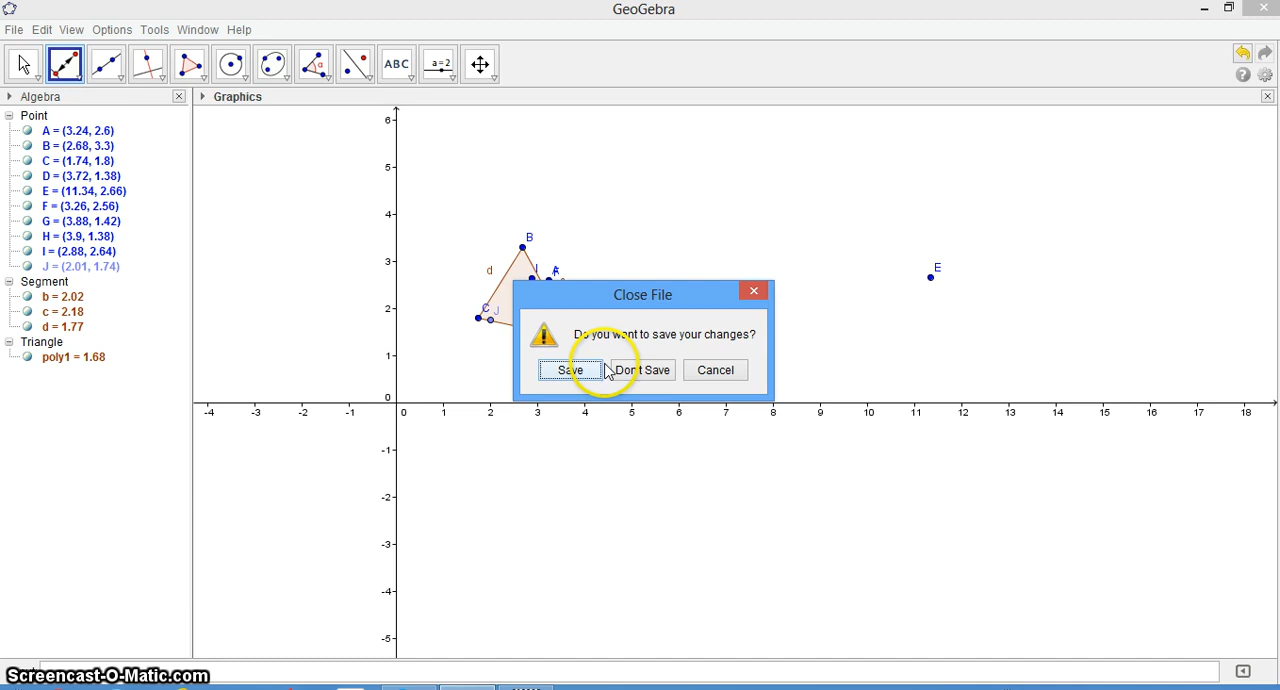 GeoGebra
File Edit View Options Tools Window Help
ABC
a=2
Algebra
Graphics
Point
A = (3.24, 2.6)
B = (2.68, 3.3)
C = (1.74, 1.8)
D = (3.72, 1.38)
E = (11.34, 2.66)
F = (3.26, 2.56)
G = (3.88, 1.42)
H = (3.9, 1.38)
I = (2.88, 2.64)
J = (2.01, 1.74)
Segment
b = 2.02
c = 2.18
d = 1.77
Triangle
poly1 = 1.68
6
5
4
3
2
1
0
-1
-2
-3
-4
-5
B
d
I
C
J
E
Close File
Do you want to save your changes?
Save Don't Save Cancel
-4 -3 -2 -1 0 1 2 3 4 5 6 7 8 9 10 11 12 13 14 15 16 17 18
Screencast-O-Matic.com